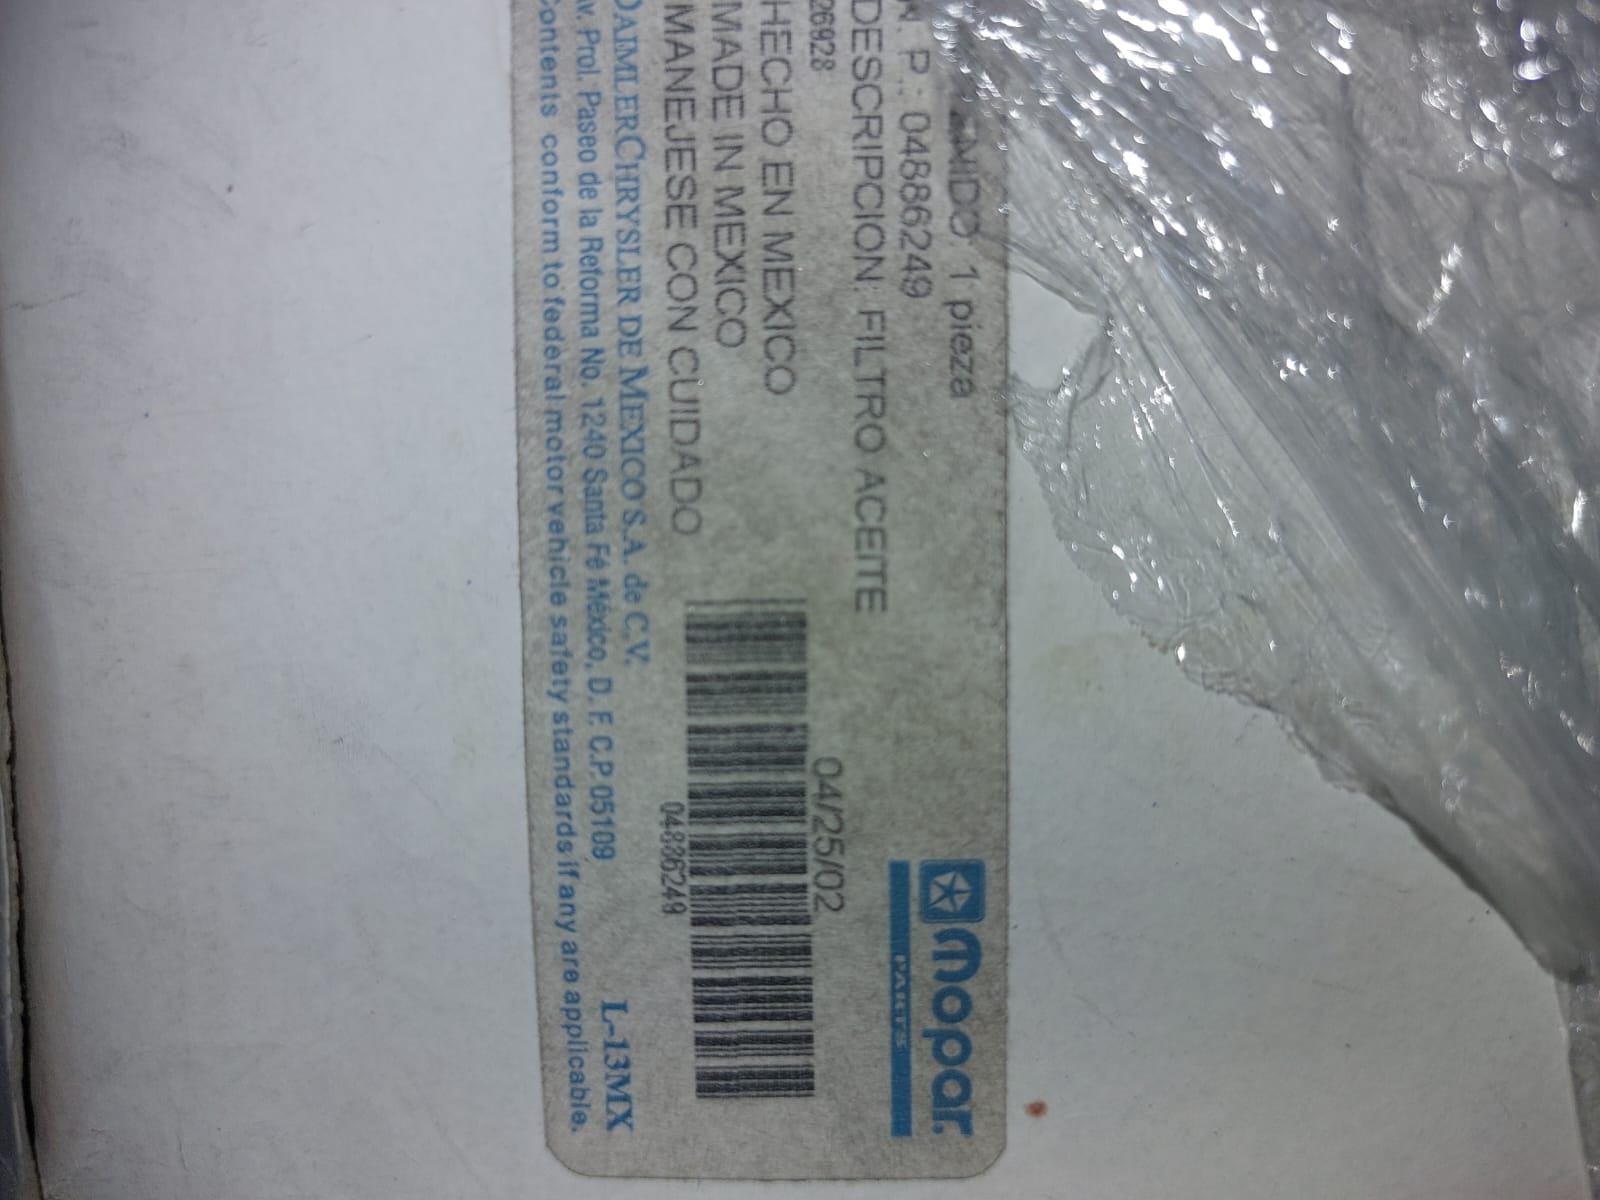 mopar.
PARTS
1 pieza
P.: 04886249
DESCRIPCION: FILTRO ACEITE
26928
04/25/02
HECHO EN MEXICO
MADE IN MEXICO
MANEJESE CON CUIDADO
04886249
DAIMLERCHRYSLER DE MEXICO S.A. de C.V.
Av. Prol. Paseo de la Reforma No. 1240 Santa Fé México, D. F. C.P. 05109
L-13MX
Contents conform to federal motor vehicle safety standards if any are applicable.